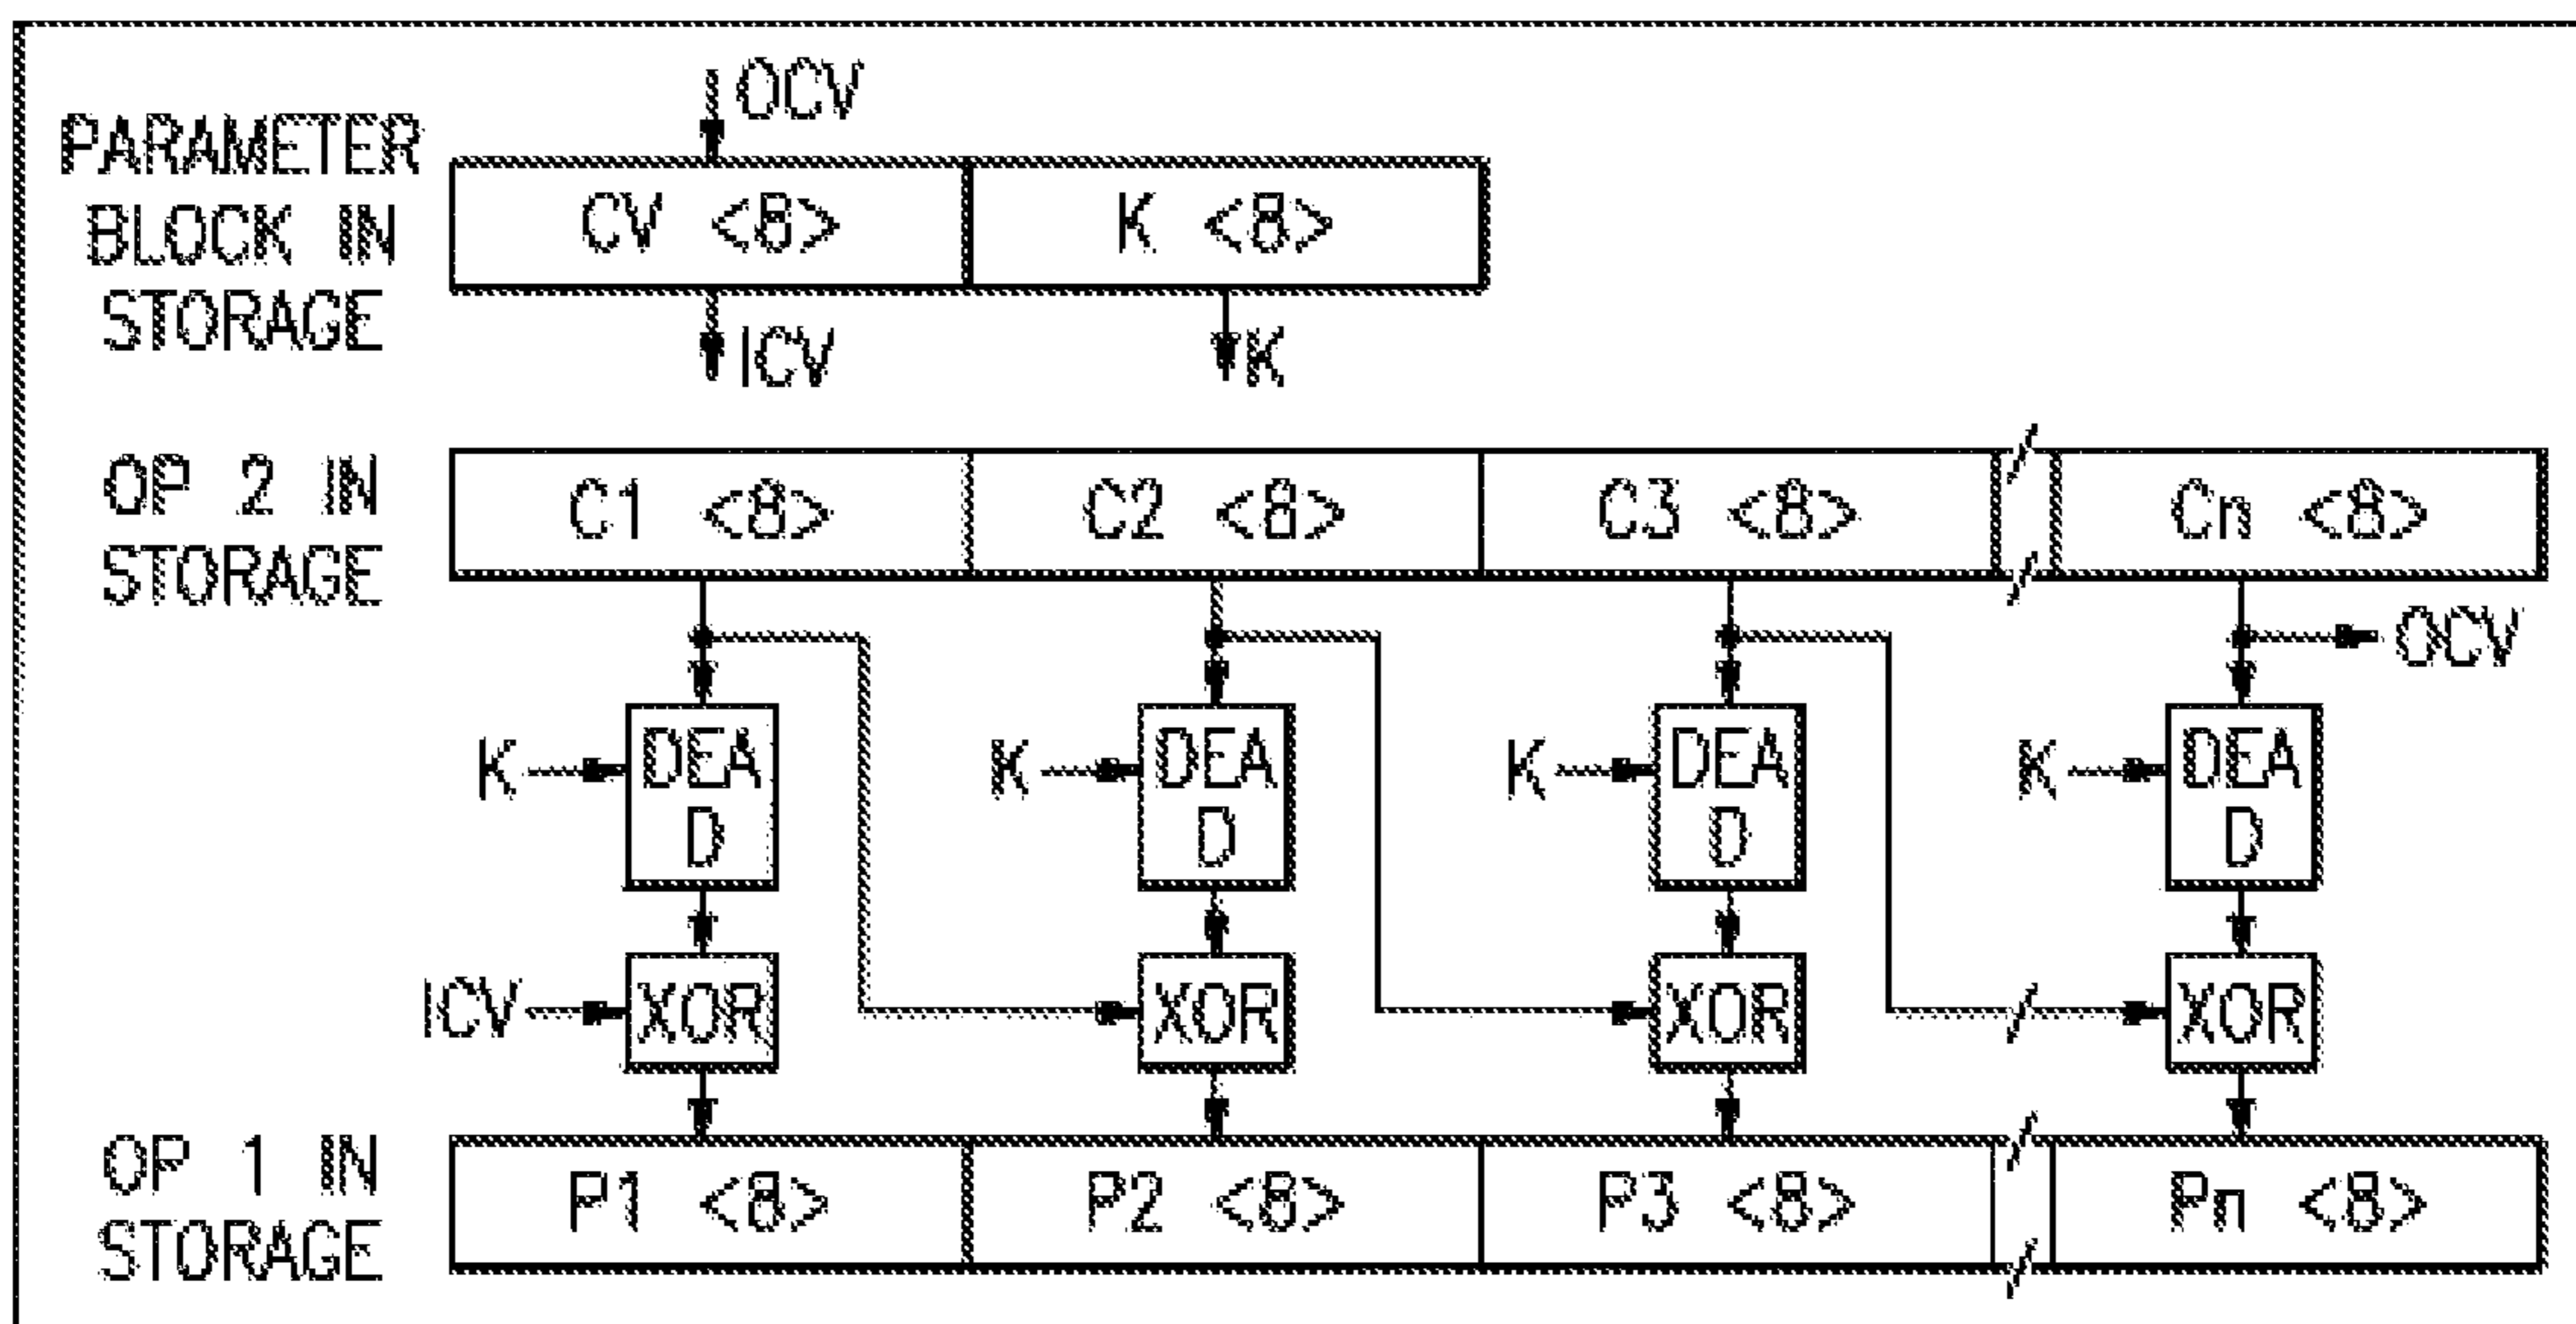 OCV
PARAMETER
BLOCK IN
STORAGE
CV <8>
K <8>
ICV
K
OP 2 IN
STORAGE
C1 <8>
C2 <8>
C3 <8>
Cn <8>
OCV
K
DEA
D
K
DEA
D
K
DEA
D
K
DEA
D
ICV
XOR
XOR
XOR
XOR
OP 1 IN
STORAGE
P1 <8>
P2 <8>
P3 <8>
Pn <8>